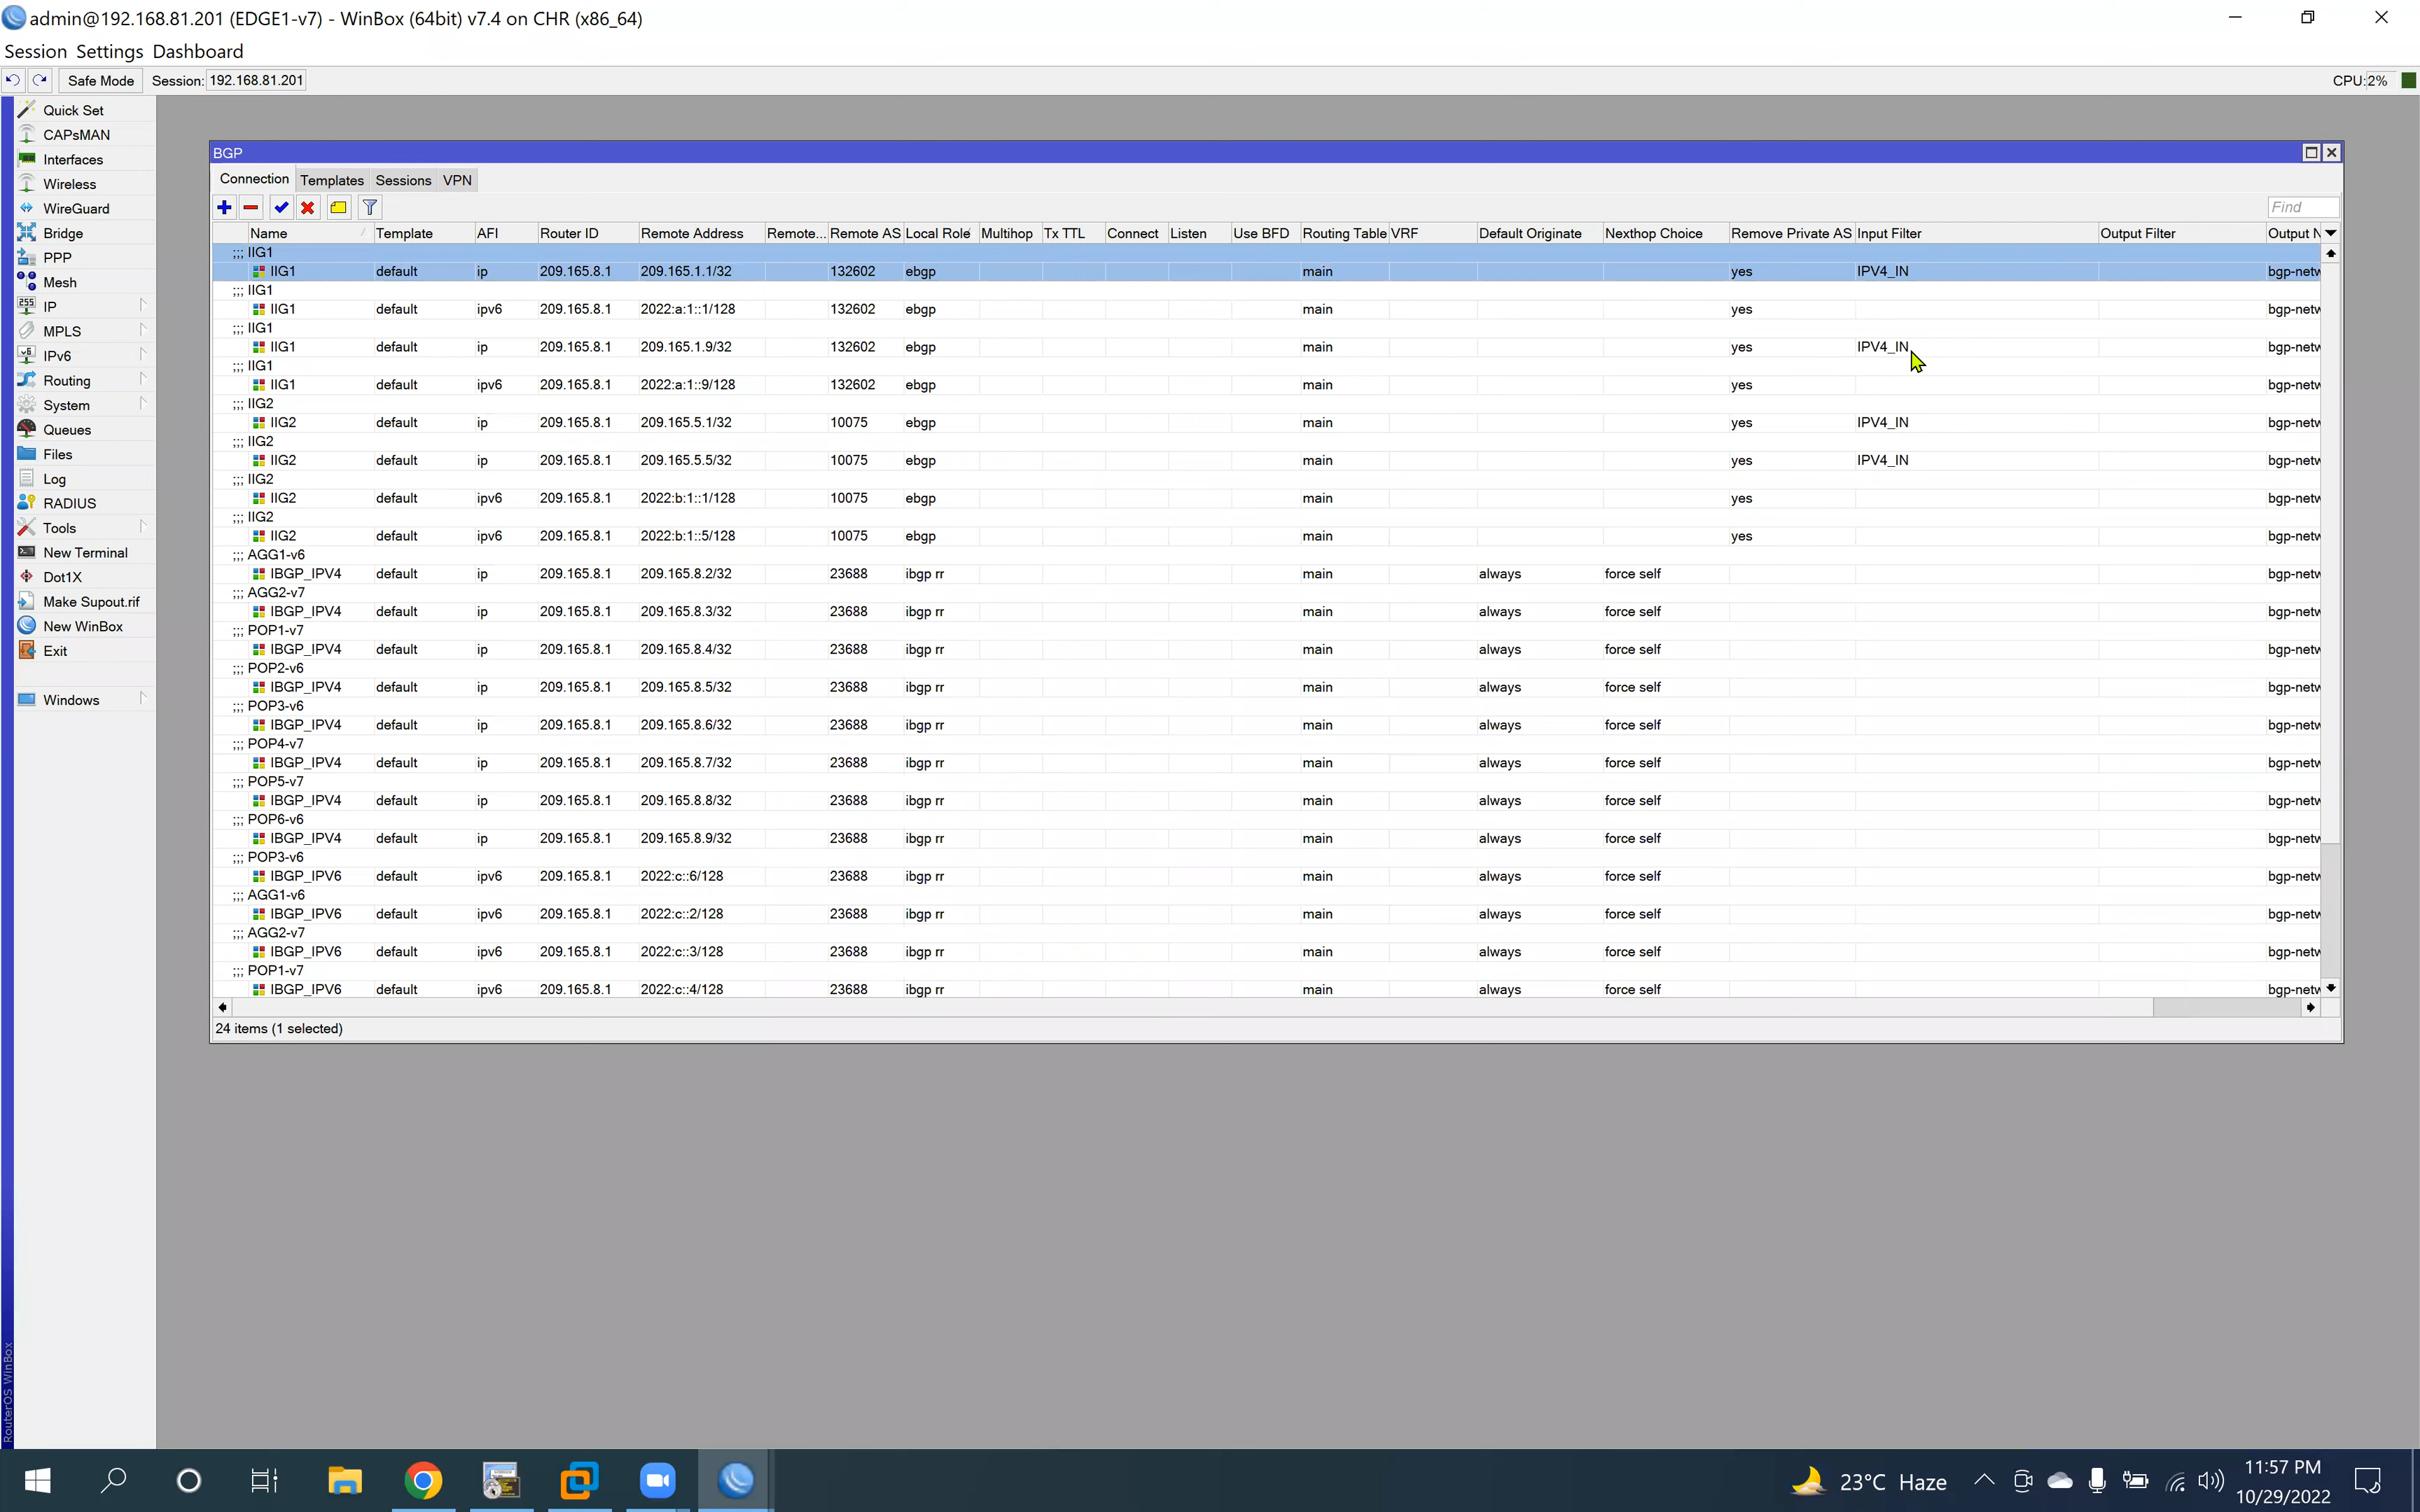 admin@192.168.81.201 (EDGE1-v7) - WinBox (64bit) v7.4 on CHR (x86_64)
Session Settings Dashboard
Safe Mode Session: 192.168.81.201 CPU:2%
Quick Set
CAPsMAN
Interfaces
Wireless
WireGuard
Bridge
PPP
Mesh
IP
MPLS
IPv6
Routing
System
Queues
Files
Log
RADIUS
Tools
New Terminal
Dot1X
Make Supout.rif
New WinBox
Exit
Windows
RouterOS WinBox
BGP
Connection Templates Sessions VPN
Find
Name Template AFI Router ID Remote Address Remote... Remote AS Local Role Multihop Tx TTL Connect Listen Use BFD Routing Table VRF Default Originate Nexthop Choice Remove Private AS Input Filter Output Filter Output N
;;; IIG1
IIG1 default ip 209.165.8.1 209.165.1.1/32 132602 ebgp main yes IPV4_IN bgp-netw
;;; IIG1
IIG1 default ipv6 209.165.8.1 2022:a:1::1/128 132602 ebgp main yes bgp-netw
;;; IIG1
IIG1 default ip 209.165.8.1 209.165.1.9/32 132602 ebgp main yes IPV4_IN bgp-netw
;;; IIG1
IIG1 default ipv6 209.165.8.1 2022:a:1::9/128 132602 ebgp main yes bgp-netw
;;; IIG2
IIG2 default ip 209.165.8.1 209.165.5.1/32 10075 ebgp main yes IPV4_IN bgp-netw
;;; IIG2
IIG2 default ip 209.165.8.1 209.165.5.5/32 10075 ebgp main yes IPV4_IN bgp-netw
;;; IIG2
IIG2 default ipv6 209.165.8.1 2022:b:1::1/128 10075 ebgp main yes bgp-netw
;;; IIG2
IIG2 default ipv6 209.165.8.1 2022:b:1::5/128 10075 ebgp main yes bgp-netw
;;; AGG1-v6
IBGP_IPV4 default ip 209.165.8.1 209.165.8.2/32 23688 ibgp rr main always force self bgp-netw
;;; AGG2-v7
IBGP_IPV4 default ip 209.165.8.1 209.165.8.3/32 23688 ibgp rr main always force self bgp-netw
;;; POP1-v7
IBGP_IPV4 default ip 209.165.8.1 209.165.8.4/32 23688 ibgp rr main always force self bgp-netw
;;; POP2-v6
IBGP_IPV4 default ip 209.165.8.1 209.165.8.5/32 23688 ibgp rr main always force self bgp-netw
;;; POP3-v6
IBGP_IPV4 default ip 209.165.8.1 209.165.8.6/32 23688 ibgp rr main always force self bgp-netw
;;; POP4-v7
IBGP_IPV4 default ip 209.165.8.1 209.165.8.7/32 23688 ibgp rr main always force self bgp-netw
;;; POP5-v7
IBGP_IPV4 default ip 209.165.8.1 209.165.8.8/32 23688 ibgp rr main always force self bgp-netw
;;; POP6-v6
IBGP_IPV4 default ip 209.165.8.1 209.165.8.9/32 23688 ibgp rr main always force self bgp-netw
;;; POP3-v6
IBGP_IPV6 default ipv6 209.165.8.1 2022:c::6/128 23688 ibgp rr main always force self bgp-netw
;;; AGG1-v6
IBGP_IPV6 default ipv6 209.165.8.1 2022:c::2/128 23688 ibgp rr main always force self bgp-netw
;;; AGG2-v7
IBGP_IPV6 default ipv6 209.165.8.1 2022:c::3/128 23688 ibgp rr main always force self bgp-netw
;;; POP1-v7
IBGP_IPV6 default ipv6 209.165.8.1 2022:c::4/128 23688 ibgp rr main always force self bgp-netw
24 items (1 selected)
23°C Haze
11:57 PM
10/29/2022